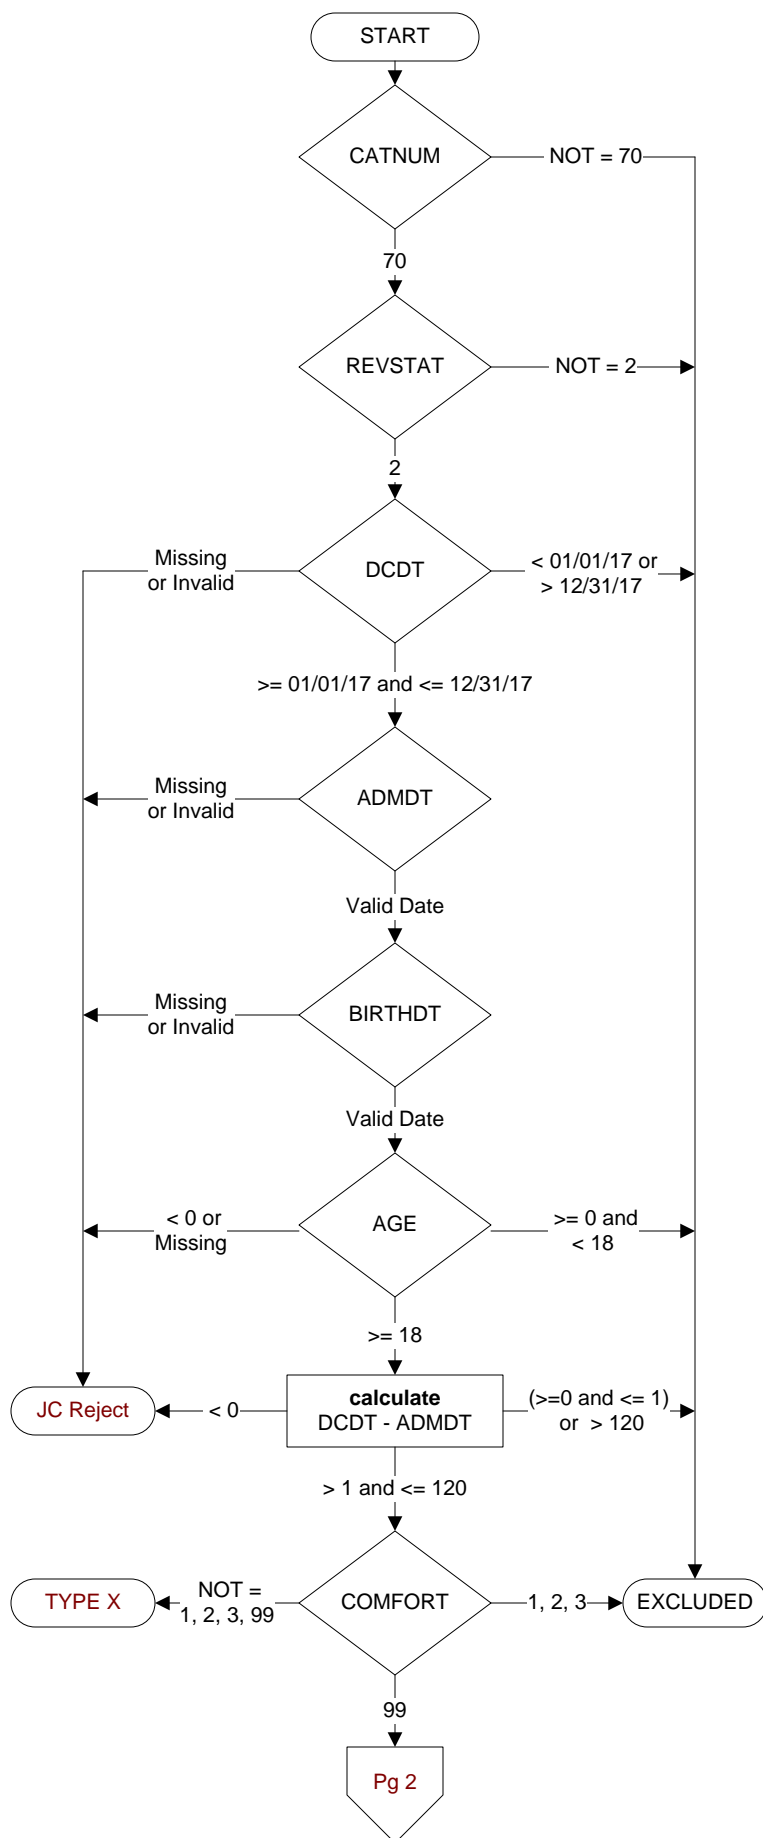 START
CATNUM
NOT = 70
70
REVSTAT
NOT = 2
2
Missing
or Invalid
DCDT
< 01/01/17 or
> 12/31/17
>= 01/01/17 and <= 12/31/17
Missing
or Invalid
ADMDT
Valid Date
Missing
or Invalid
BIRTHDT
Valid Date
< 0 or
Missing
AGE
>= 0 and
< 18
>= 18
JC Reject
< 0
calculate
DCDT - ADMDT
(>=0 and <= 1)
or > 120
> 1 and <= 120
TYPE X
NOT =
1, 2, 3, 99
COMFORT
1, 2, 3
EXCLUDED
99
Pg 2